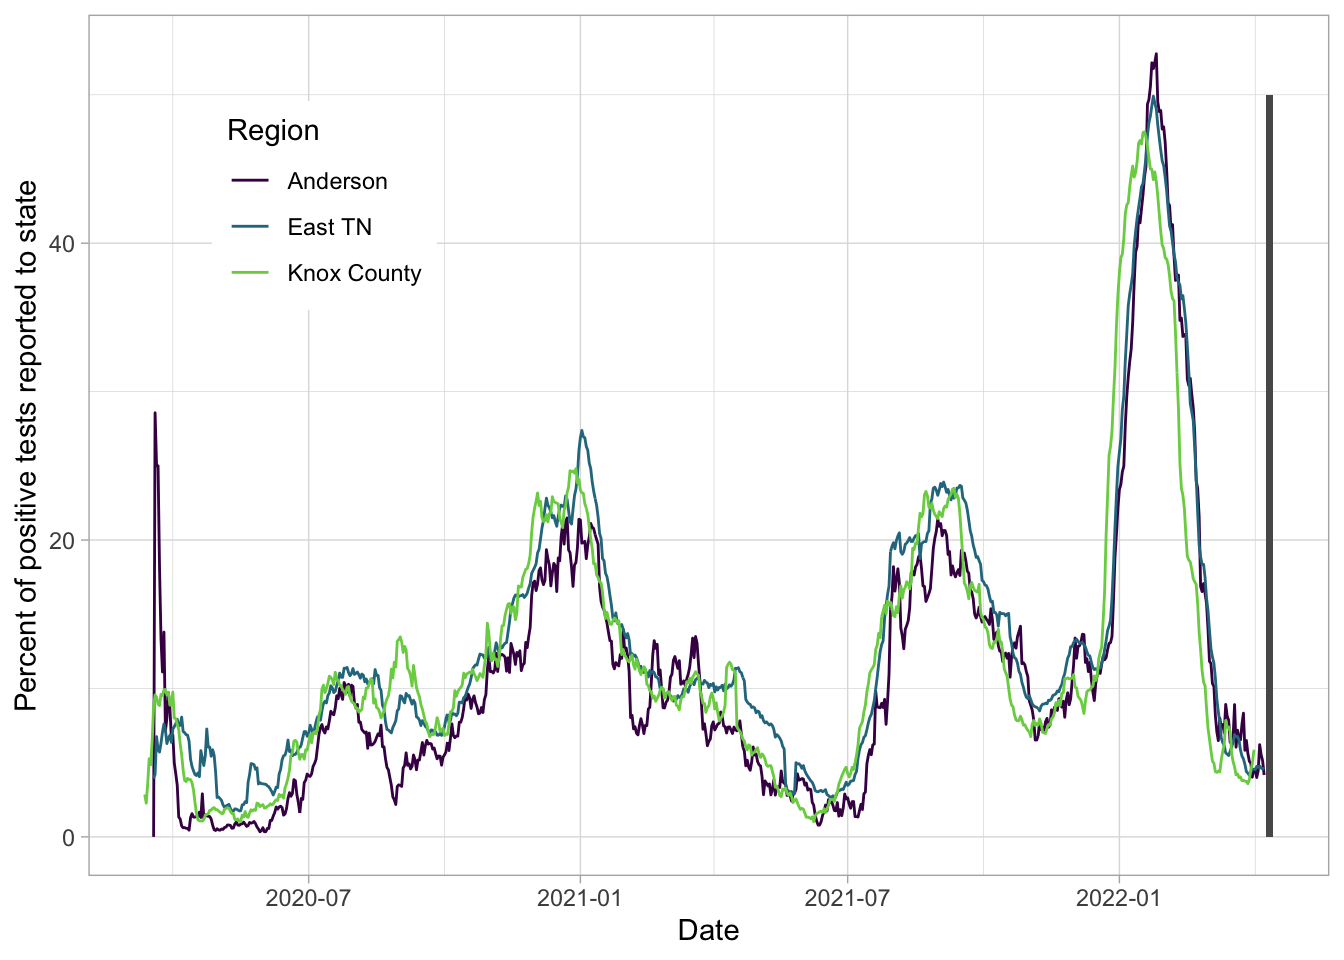 Percent of positive tests reported to state
40
20
0
Region
Anderson
East TN
Knox County
2020-07
2021-01
2021-07
2022-01
Date